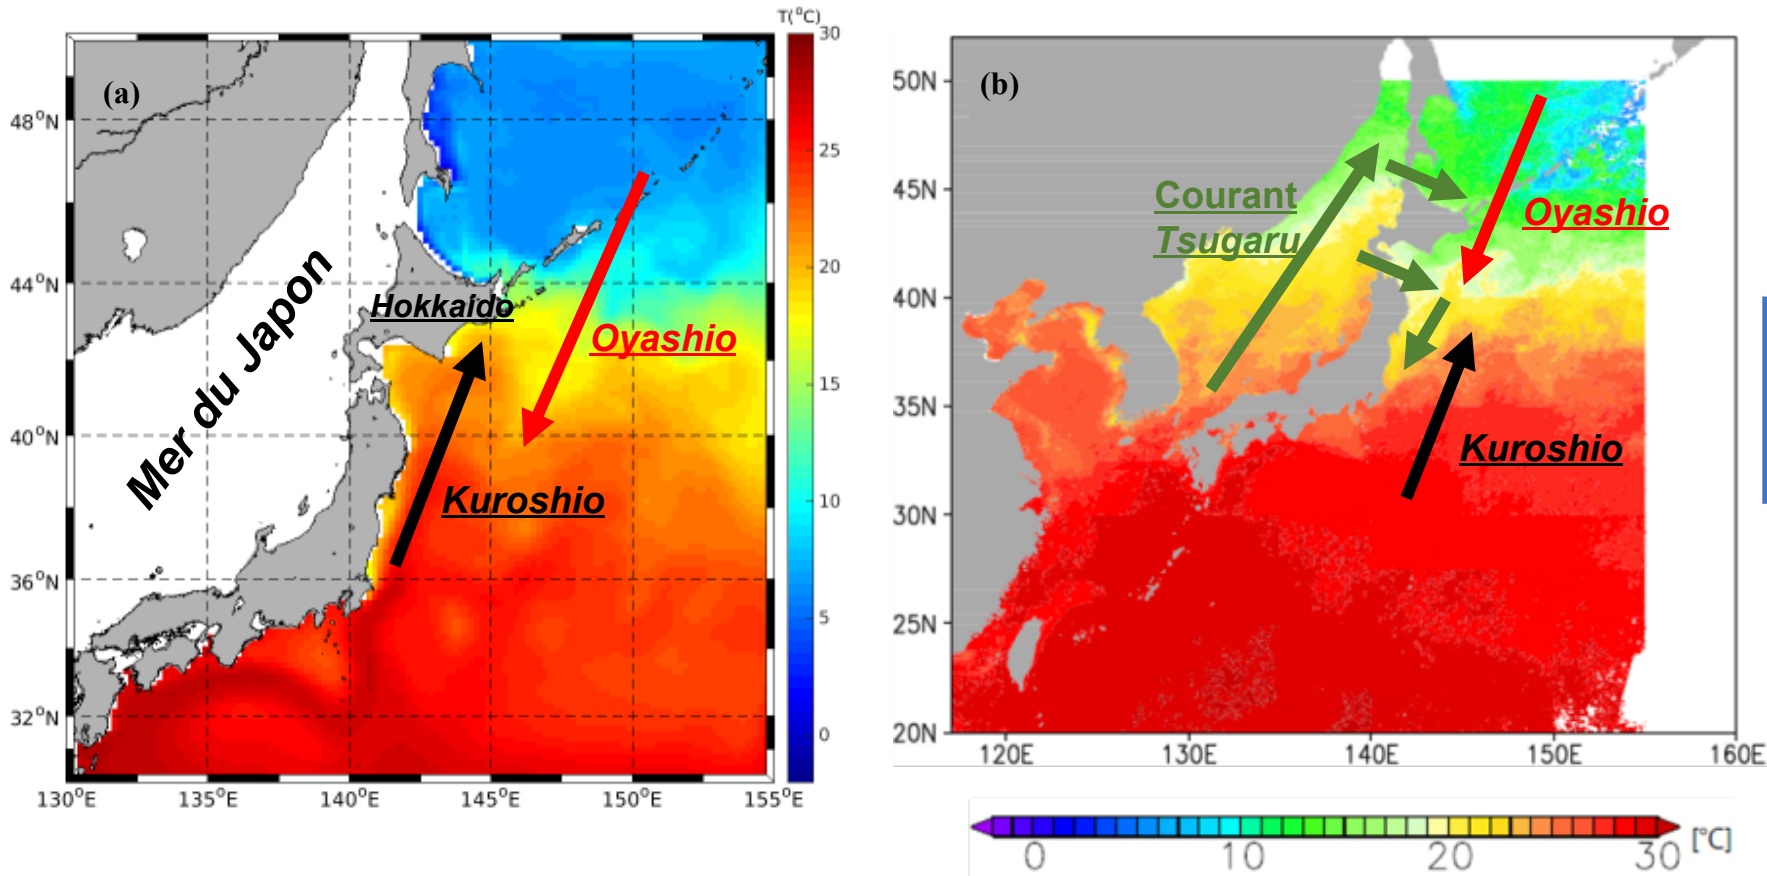 T(°C)
(a)
30
25
20
15
10
5
0
48°N
44°N
40°N
36°N
32°N
130°E
135°E
140°E
145°E
150°E
155°E
Mer du Japon
Hokkaido
Oyashio
Kuroshio
(b)
50N
45N
40N
35N
30N
25N
20N
120E
130E
140E
150E
160E
Courant
Tsugaru
Oyashio
Kuroshio
0
10
20
30
[°C]